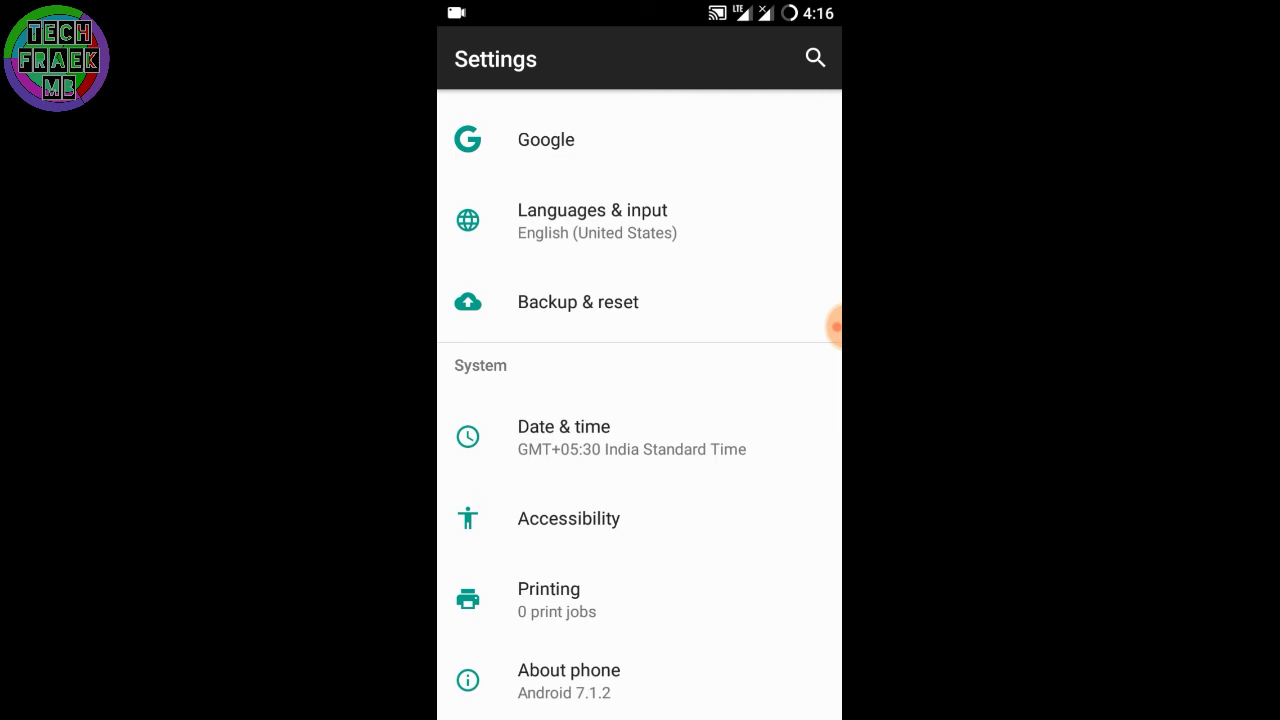 TECH
FRAEK
MB
LTE
4:16
Settings
Google
Languages & input
English (United States)
Backup & reset
System
Date & time
GMT+05:30 India Standard Time
Accessibility
Printing
0 print jobs
About phone
Android 7.1.2